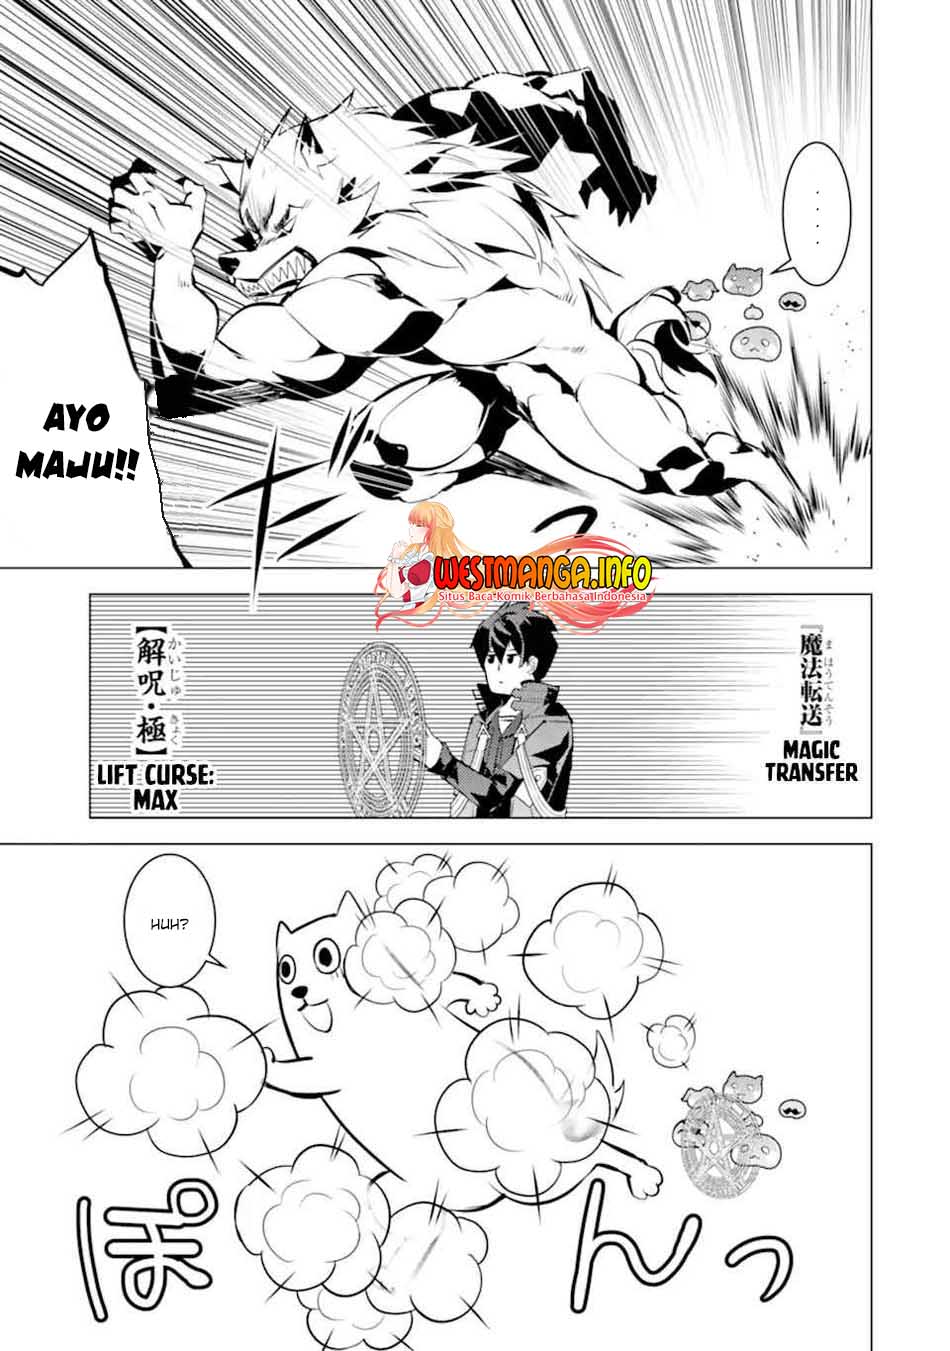 ....
AYO
MAJU!!
WESTMANGA.INFO
Situs Baca Komik Berbahasa Indonesia
『魔法転送』
まほうてんそう
MAGIC
TRANSFER
【解呪・極】
かいじゅ きょく
LIFT CURSE:
MAX
HUH?
ぽんっ